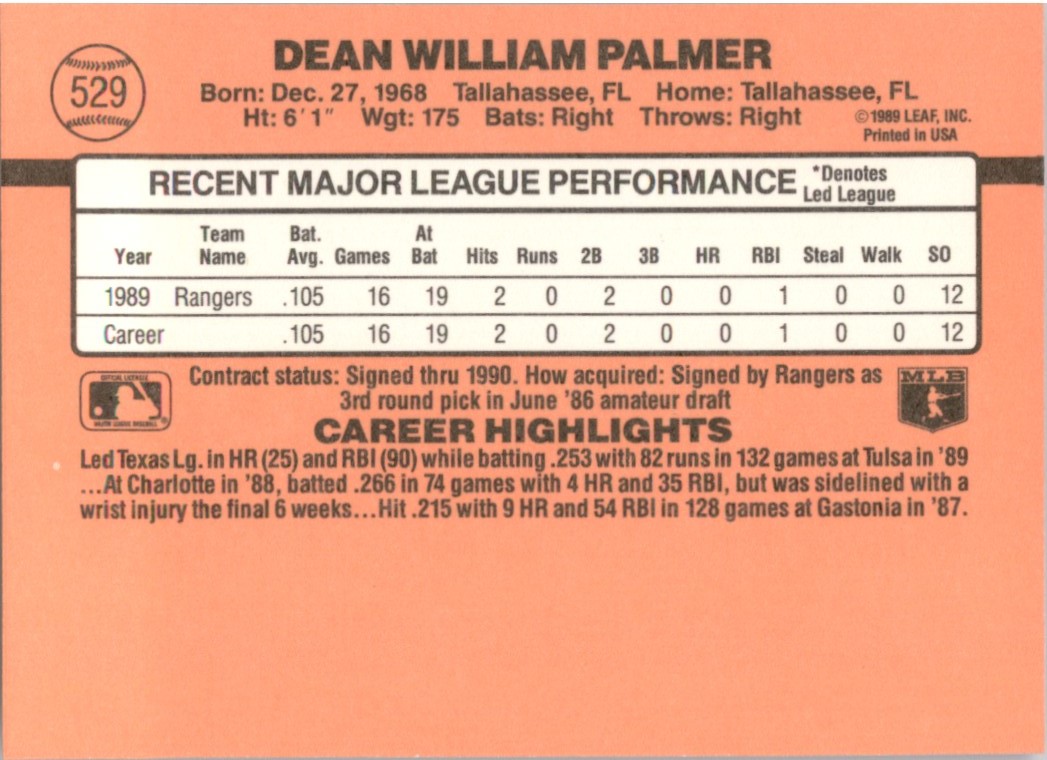 529
DEAN WILLIAM PALMER
Born: Dec. 27, 1968 Tallahassee, FL Home: Tallahassee, FL
Ht: 6'1" Wgt: 175 Bats: Right Throws: Right
©1989 LEAF, INC.
Printed in USA
RECENT MAJOR LEAGUE PERFORMANCE
*Denotes
Led League
Year Team Name Bat. Avg. Games At Bat Hits Runs 2B 3B HR RBI Steal Walk SO
1989 Rangers .105 16 19 2 0 2 0 0 1 0 0 12
Career .105 16 19 2 0 2 0 0 1 0 0 12
OFFICIAL LICENSEE
MAJOR LEAGUE BASEBALL
®
Contract status: Signed thru 1990. How acquired: Signed by Rangers as
3rd round pick in June '86 amateur draft
MLB
CAREER HIGHLIGHTS
Led Texas Lg. in HR (25) and RBI (90) while batting .253 with 82 runs in 132 games at Tulsa in '89
...At Charlotte in '88, batted .266 in 74 games with 4 HR and 35 RBI, but was sidelined with a
wrist injury the final 6 weeks...Hit .215 with 9 HR and 54 RBI in 128 games at Gastonia in '87.